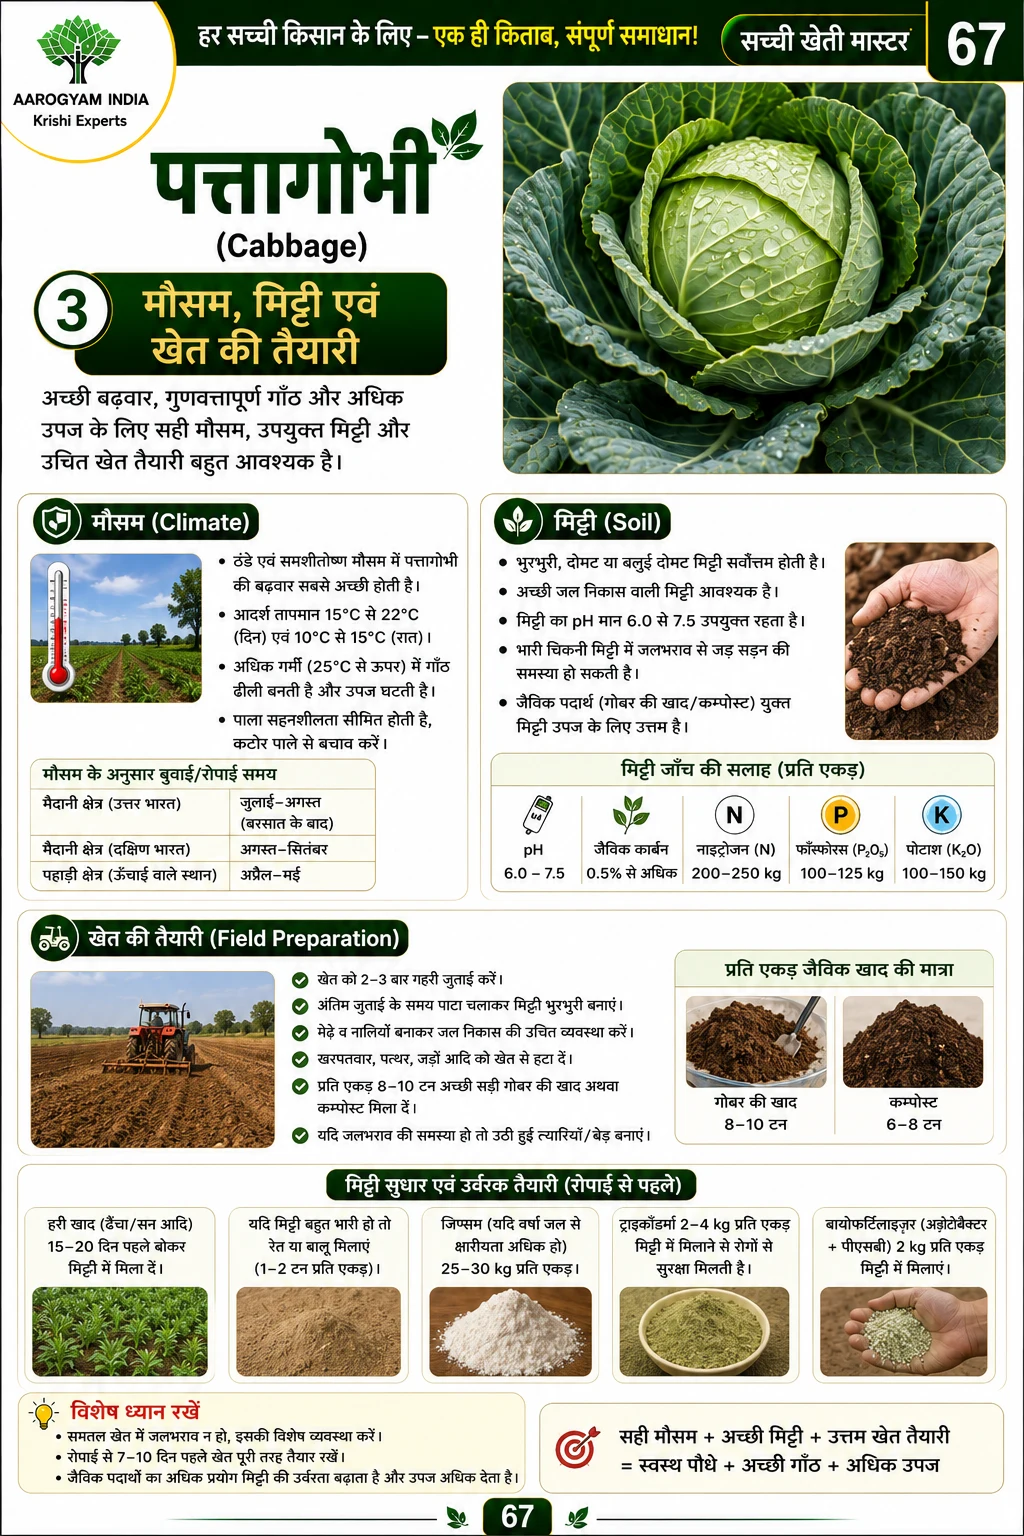 हर सच्ची किसान के लिए – एक ही किताब, संपूर्ण समाधान!
सच्ची खेती मास्टर
67
AAROGYAM INDIA
Krishi Experts
पत्तागोभी
(Cabbage)
3
मौसम, मिट्टी एवं
खेत की तैयारी
अच्छी बढ़वार, गुणवत्तापूर्ण गाँठ और अधिक
उपज के लिए सही मौसम, उपयुक्त मिट्टी और
उचित खेत तैयारी बहुत आवश्यक है।
मौसम (Climate)
• ठंडे एवं समशीतोष्ण मौसम में पत्तागोभी
की बढ़वार सबसे अच्छी होती है।
• आदर्श तापमान 15°C से 22°C
(दिन) एवं 10°C से 15°C (रात)।
• अधिक गर्मी (25°C से ऊपर) में गाँठ
ढीली बनती है और उपज घटती है।
• पाला सहनशीलता सीमित होती है,
कटोर पाले से बचाव करें।
मौसम के अनुसार बुवाई/रोपाई समय
मैदानी क्षेत्र (उत्तर भारत) जुलाई–अगस्त
(बरसात के बाद)
मैदानी क्षेत्र (दक्षिण भारत) अगस्त–सितंबर
पहाड़ी क्षेत्र (ऊँचाई वाले स्थान) अप्रैल–मई
मिट्टी (Soil)
• भुरभुरी, दोमट या बलुई दोमट मिट्टी सर्वोत्तम होती है।
• अच्छी जल निकास वाली मिट्टी आवश्यक है।
• मिट्टी का pH मान 6.0 से 7.5 उपयुक्त रहता है।
• भारी चिकनी मिट्टी में जलभराव से जड़ सड़न की
समस्या हो सकती है।
• जैविक पदार्थ (गोबर की खाद/कम्पोस्ट) युक्त
मिट्टी उपज के लिए उत्तम है।
मिट्टी जाँच की सलाह (प्रति एकड़)
N P K
pH जैविक कार्बन नाइट्रोजन (N) फॉस्फोरस (P₂O₅) पोटाश (K₂O)
6.0 – 7.5 0.5% से अधिक 200–250 kg 100–125 kg 100–150 kg
खेत की तैयारी (Field Preparation)
खेत को 2–3 बार गहरी जुताई करें।
अंतिम जुताई के समय पाटा चलाकर मिट्टी भुरभुरी बनाएं।
मेढ़े व नालियों बनाकर जल निकास की उचित व्यवस्था करें।
खरपतवार, पत्थर, जड़ों आदि को खेत से हटा दें।
प्रति एकड़ 8–10 टन अच्छी सड़ी गोबर की खाद अथवा
कम्पोस्ट मिला दें।
यदि जलभराव की समस्या हो तो उठी हुई त्यारियाँ/बेड़ बनाएं।
प्रति एकड़ जैविक खाद की मात्रा
गोबर की खाद कम्पोस्ट
8–10 टन 6–8 टन
मिट्टी सुधार एवं उर्वरक तैयारी (रोपाई से पहले)
हरी खाद (ढैंचा/सन आदि)
15–20 दिन पहले बोकर
मिट्टी में मिला दें।
यदि मिट्टी बहुत भारी हो तो
रेत या बालू मिलाएं
(1–2 टन प्रति एकड़)।
जिप्सम (यदि वर्षा जल से
क्षारीयता अधिक हो)
25–30 kg प्रति एकड़।
ट्राइकॉडर्मा 2–4 kg प्रति एकड़
मिट्टी में मिलाने से रोगों से
सुरक्षा मिलती है।
बायोफर्टिलाइज़र
+ पीएसबी) 2 kg प्रति एकड़
मिट्टी में मिलाएं।
विशेष ध्यान रखें
• समतल खेत में जलभराव न हो, इसकी विशेष व्यवस्था करें।
• रोपाई से 7–10 दिन पहले खेत पूरी तरह तैयार रखें।
• जैविक पदार्थो का अधिक प्रयोग मिट्टी की उर्वरता बढ़ाता है और उपज अधिक देता है।
सही मौसम + अच्छी मिट्टी + उत्तम खेत तैयारी
= स्वस्थ पौधे + अच्छी गाँठ + अधिक उपज
67